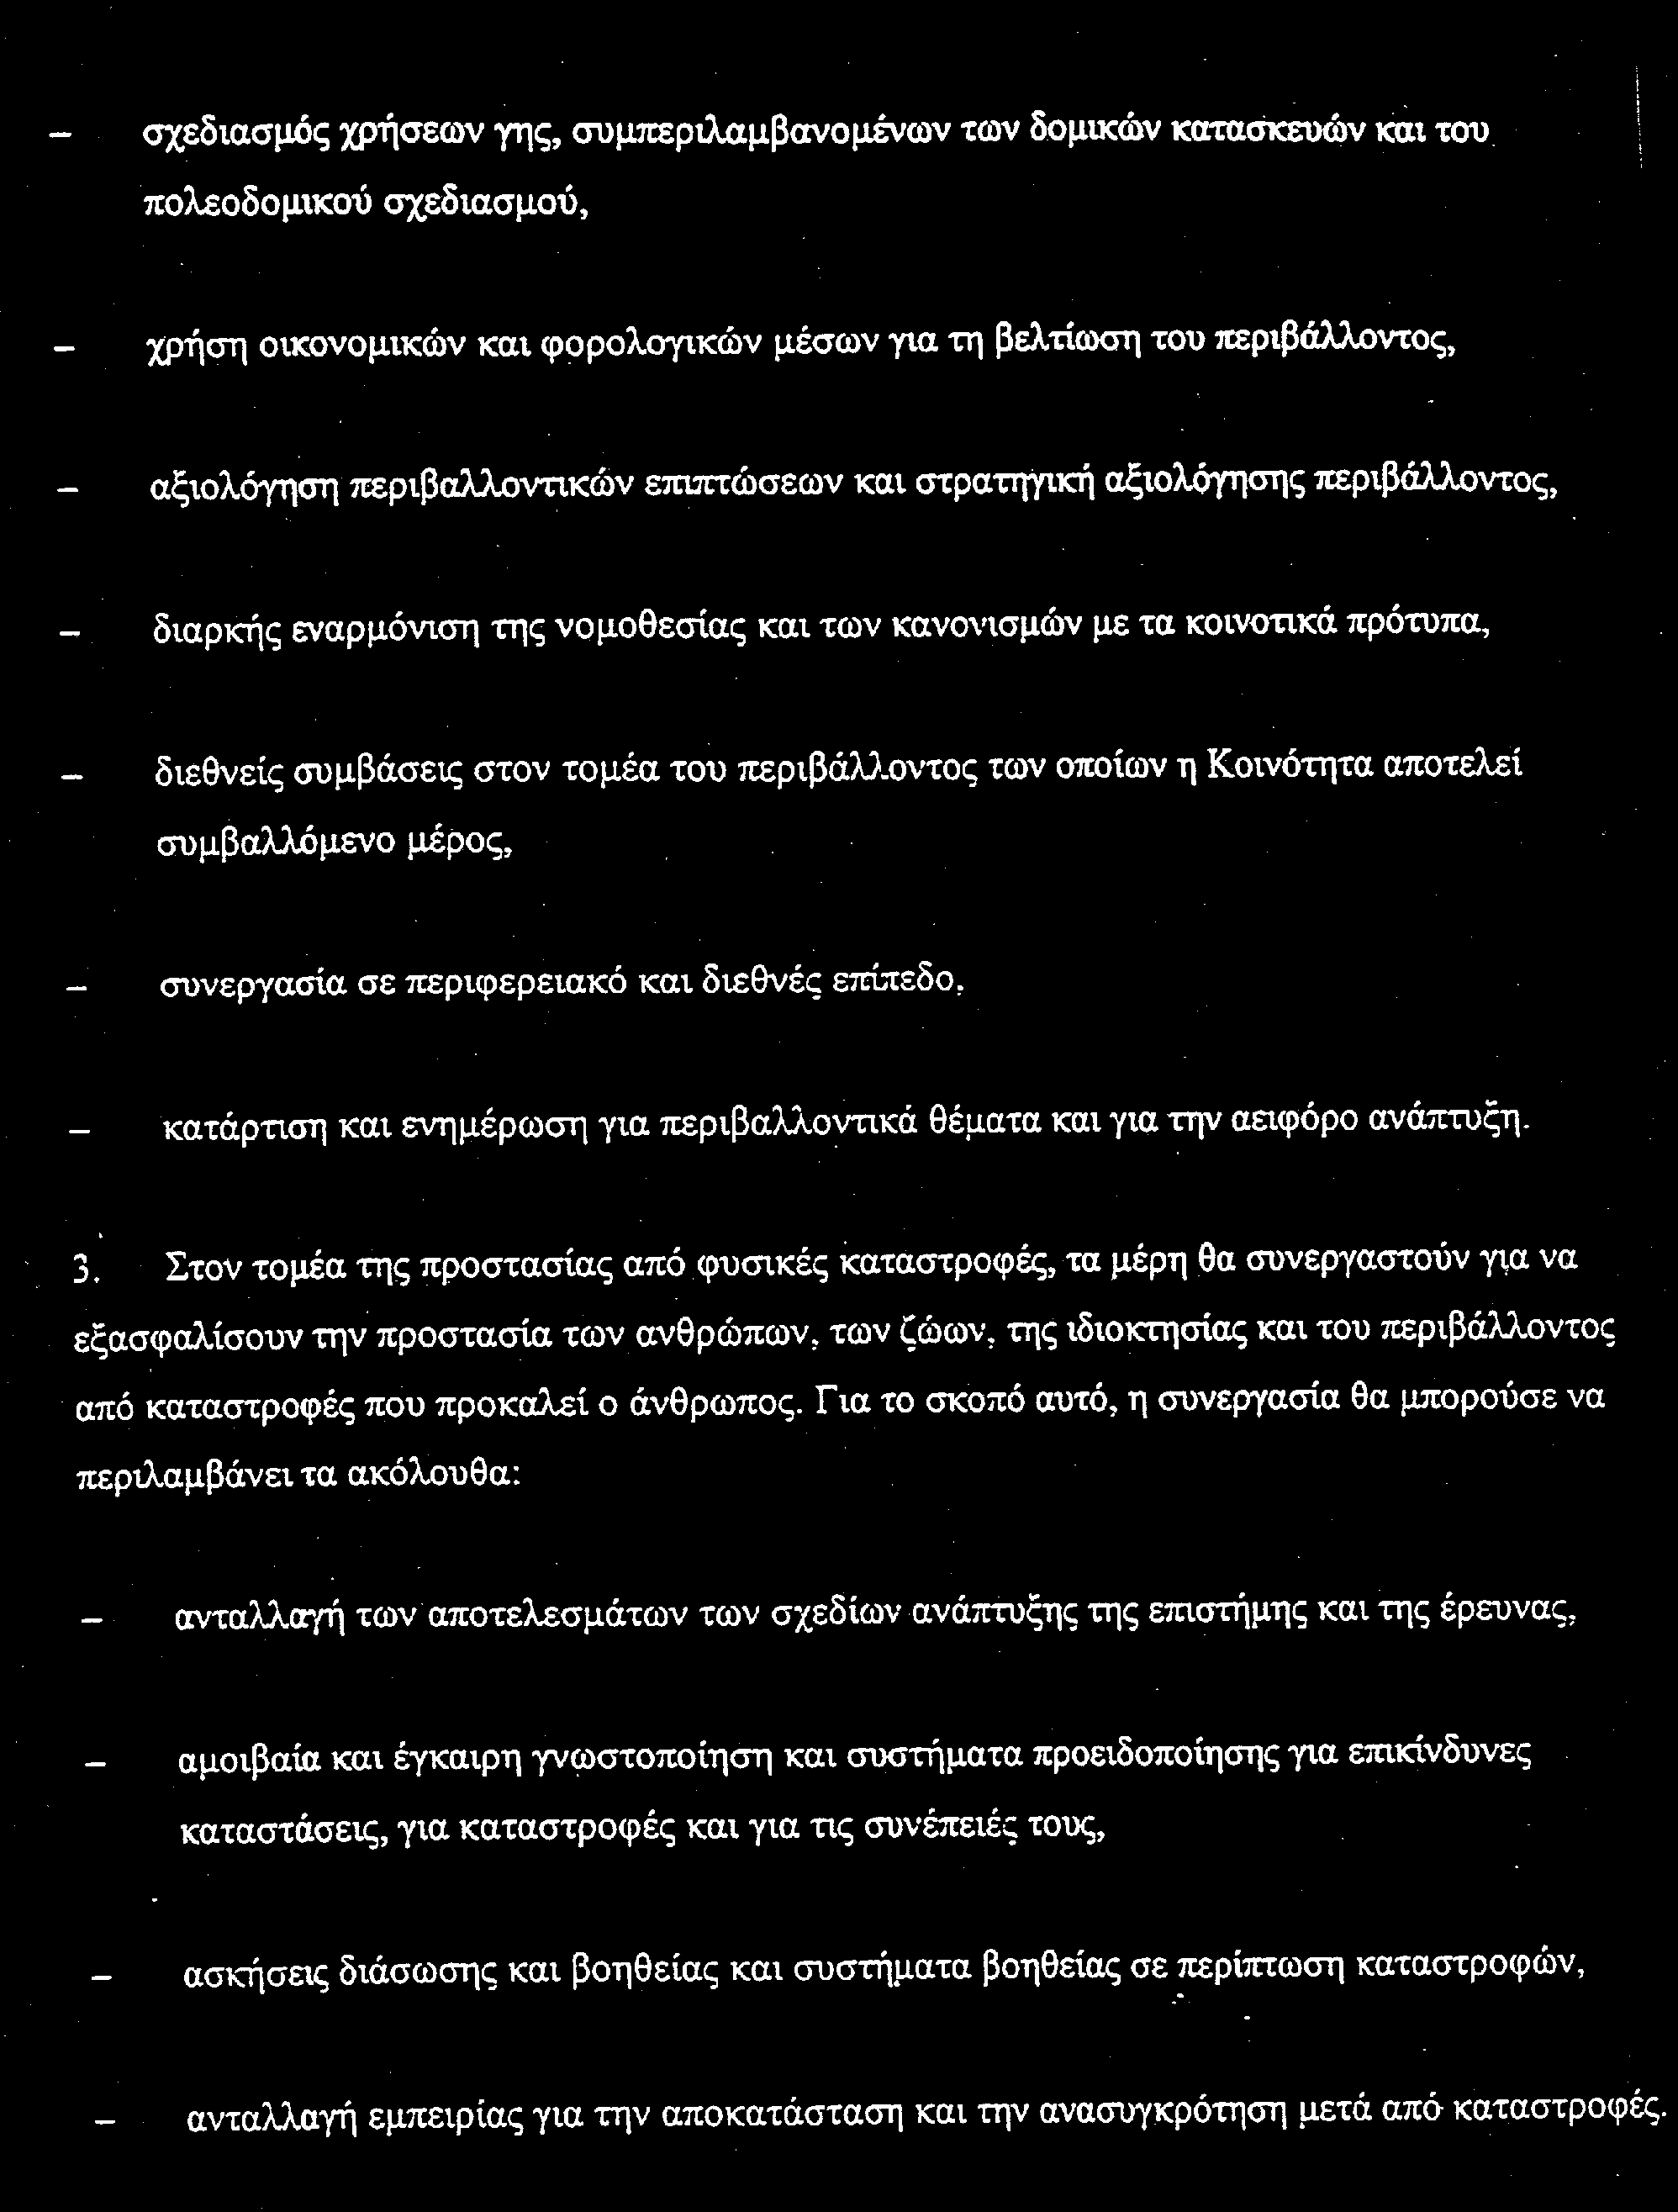 – σχεδιασμός χρήσεων γης, συμπεριλαμβανομένων των δομικών κατασκευών και του
πολεοδομικού σχεδιασμού,
– χρήση οικονομικών και φορολογικών μέσων για τη βελτίωση του περιβάλλοντος,
– αξιολόγηση περιβαλλοντικών επιπτώσεων και στρατηγική αξιολόγησης περιβάλλοντος,
– διαρκής εναρμόνιση της νομοθεσίας και των κανονισμών με τα κοινοτικά πρότυπα,
– διεθνείς συμβάσεις στον τομέα του περιβάλλοντος των οποίων η Κοινότητα αποτελεί
συμβαλλόμενο μέρος,
– συνεργασία σε περιφερειακό και διεθνές επίπεδο,
– κατάρτιση και ενημέρωση για περιβαλλοντικά θέματα και για την αειφόρο ανάπτυξη.
3. Στον τομέα της προστασίας από φυσικές καταστροφές, τα μέρη θα συνεργαστούν για να
εξασφαλίσουν την προστασία των ανθρώπων, των ζώων, της ιδιοκτησίας και του περιβάλλοντος
από καταστροφές που προκαλεί ο άνθρωπος. Για το σκοπό αυτό, η συνεργασία θα μπορούσε να
περιλαμβάνει τα ακόλουθα:
– ανταλλαγή των αποτελεσμάτων των σχεδίων ανάπτυξης της επιστήμης και της έρευνας,
– αμοιβαία και έγκαιρη γνωστοποίηση και συστήματα προειδοποίησης για επικίνδυνες
καταστάσεις, για καταστροφές και για τις συνέπειές τους,
– ασκήσεις διάσωσης και βοηθείας και συστήματα βοηθείας σε περίπτωση καταστροφών,
– ανταλλαγή εμπειρίας για την αποκατάσταση και την ανασυγκρότηση μετά από καταστροφές.